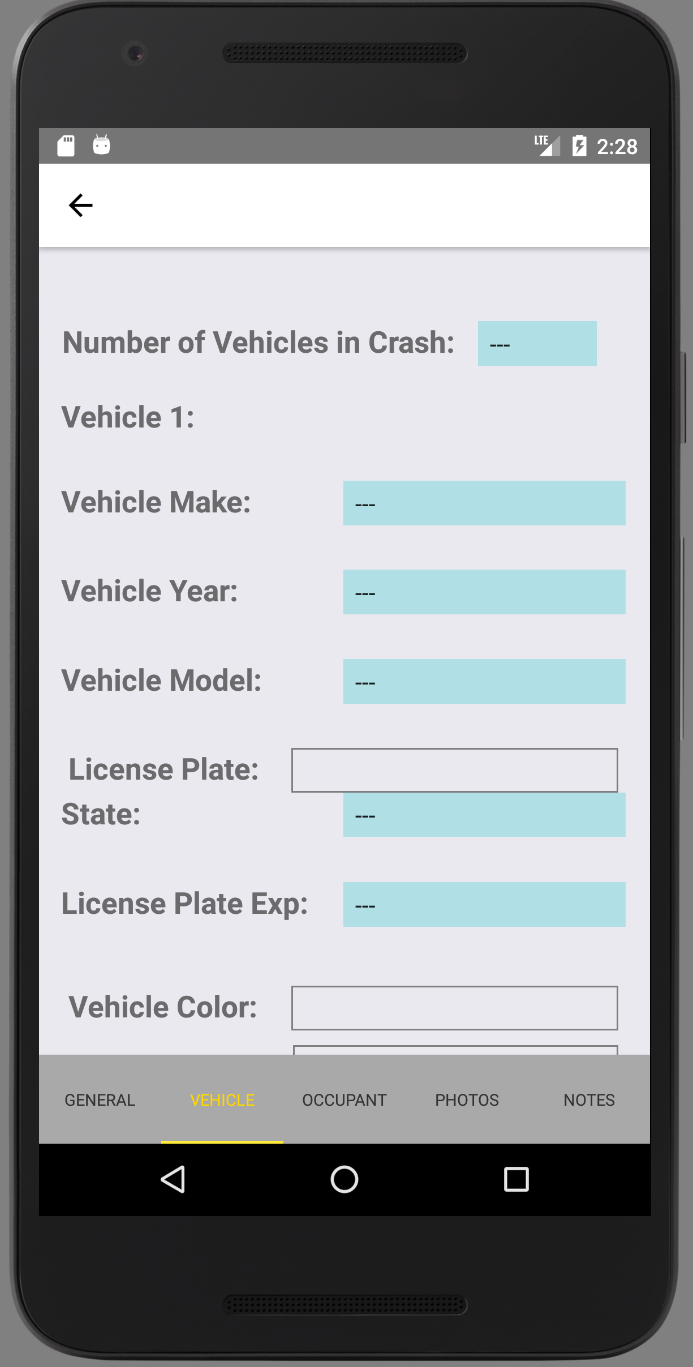 LTE 2:28
Number of Vehicles in Crash: ---
Vehicle 1:
Vehicle Make: ---
Vehicle Year: ---
Vehicle Model: ---
License Plate:
State: ---
License Plate Exp: ---
Vehicle Color:
GENERAL VEHICLE OCCUPANT PHOTOS NOTES